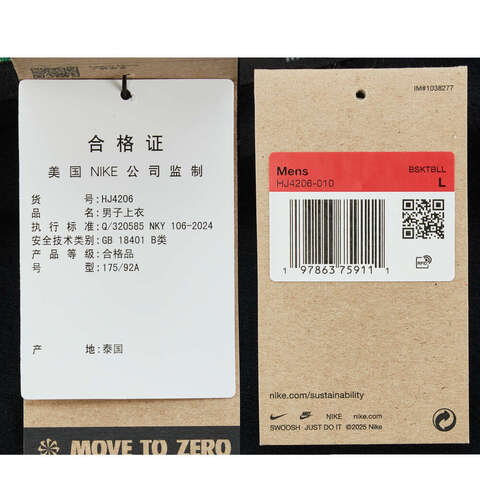 合格证
美国 NIKE 公司监制
货 号:HJ4206
品 名:男子上衣
执行标准:Q/320585 NKY 106-2024
安全技术类别:GB 18401 B类
产品等级:合格品
号 型:175/92A
产 地:泰国
MOVE TO ZERO
IM#1038277
Mens
HJ4206-010
BSKTBLL
L
1 97863 75911 1
RFID
nike.com/sustainability
NIKE nike.com
SWOOSH JUST DO IT ©2025 Nike